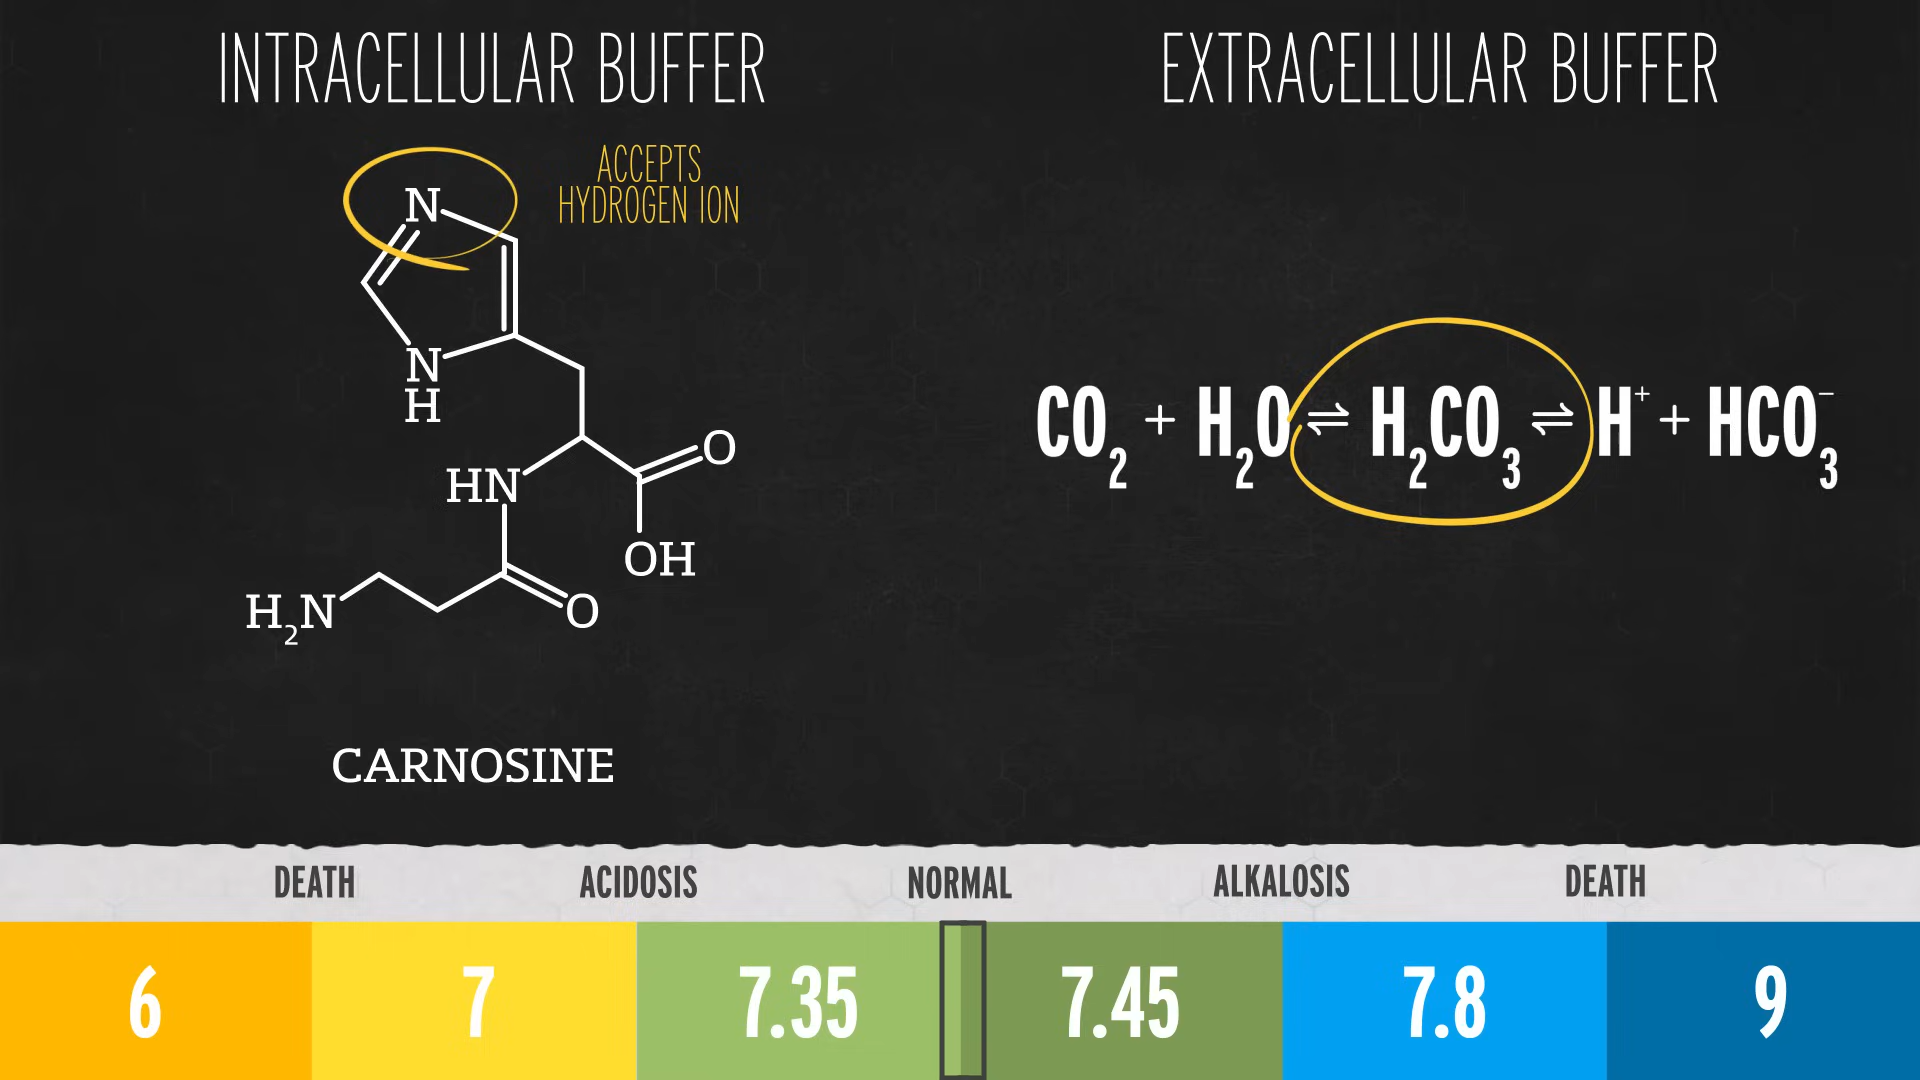 INTRACELLULAR BUFFER
EXTRACELLULAR BUFFER
ACCEPTS
HYDROGEN ION
N
N
H
O
HN
OH
H₂N
O
CARNOSINE
CO₂ + H₂O ⇌ H₂CO₃ ⇌ H⁺ + HCO₃⁻
DEATH ACIDOSIS NORMAL ALKALOSIS DEATH
6 7 7.35 7.45 7.8 9